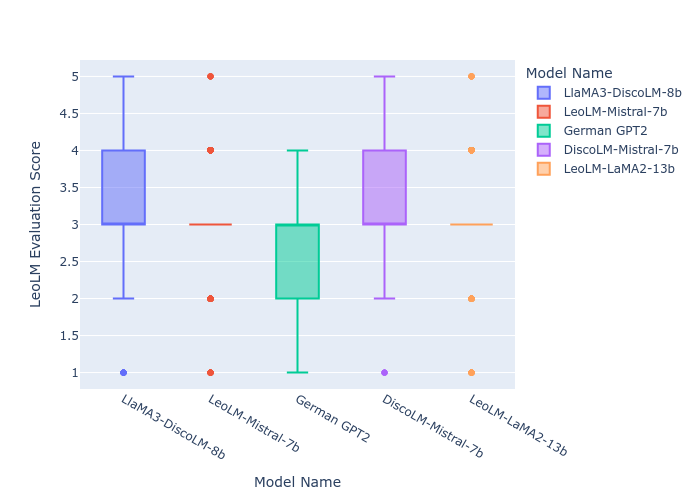 Model Name
5
LlaMA3-DiscoLM-8b
LeoLM-Mistral-7b
4.5
German GPT2
4
DiscoLM-Mistral-7b
LeoLM-LaMA2-13b
3.5
LeoLM Evaluation Score
3
2.5
2
1.5
1
LlaMA3-DiscoLM-8b
LeoLM-Mistral-7b
German GPT2
DiscoLM-Mistral-7b
LeoLM-LaMA2-13b
Model Name